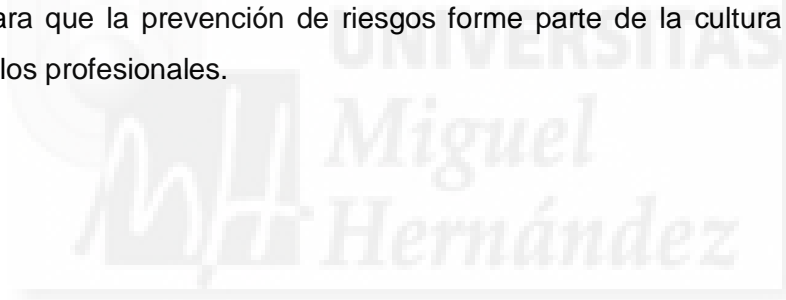 ara que la prevención de riesgos forme parte de la cultura
los profesionales.
UNIVERSITAS
Miguel
Hernández